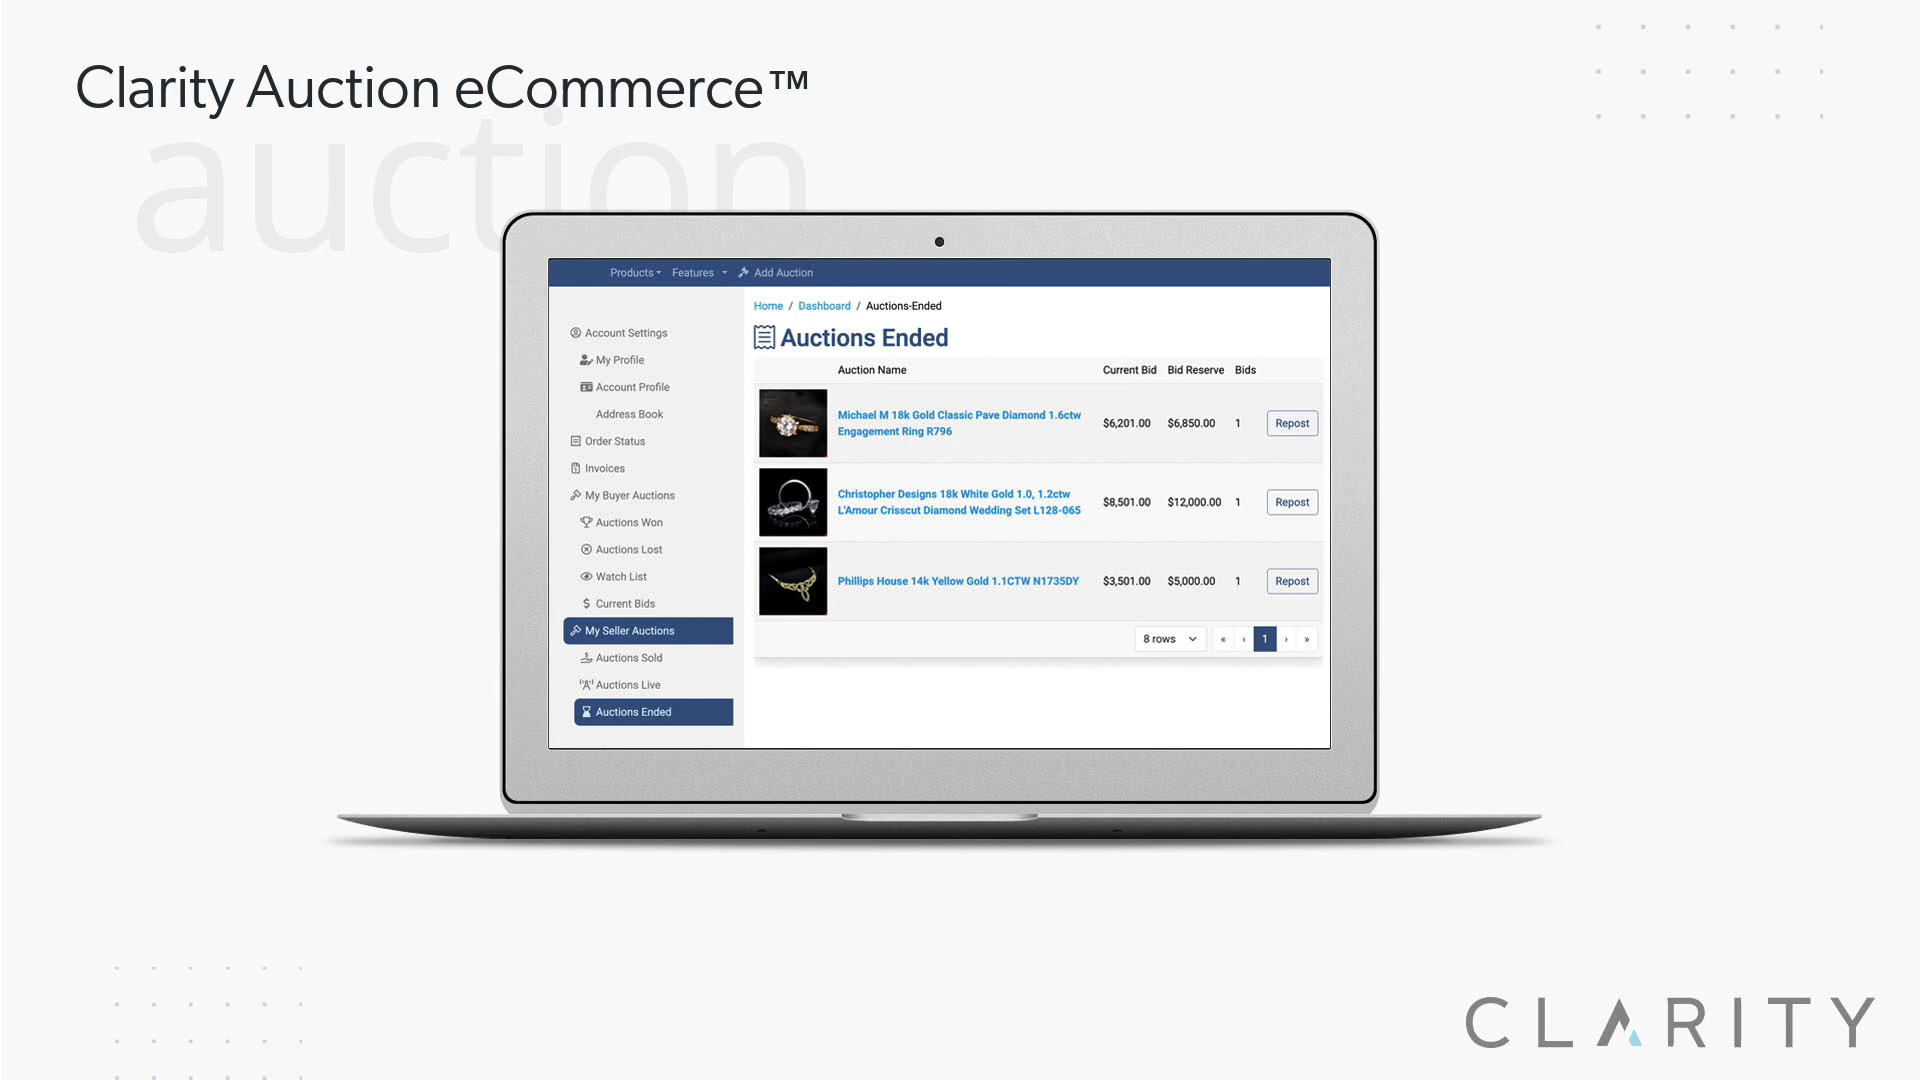 Clarity Auction eCommerce™
auction
Products Features Add Auction
Home / Dashboard / Auctions-Ended
Auctions Ended
Account Settings
My Profile
Account Profile
Address Book
Order Status
Invoices
My Buyer Auctions
Auctions Won
Auctions Lost
Watch List
Current Bids
My Seller Auctions
Auctions Sold
Auctions Live
Auctions Ended
Auction Name Current Bid Bid Reserve Bids
Michael M 18k Gold Classic Pave Diamond 1.6ctw
Engagement Ring R796
$6,201.00 $6,850.00 1 Repost
Christopher Designs 18k White Gold 1.0, 1.2ctw
L'Amour Crisscut Diamond Wedding Set L128-065
$8,501.00 $12,000.00 1 Repost
Phillips House 14k Yellow Gold 1.1CTW N1735DY $3,501.00 $5,000.00 1 Repost
8 rows « ‹ 1 › »
CLARITY